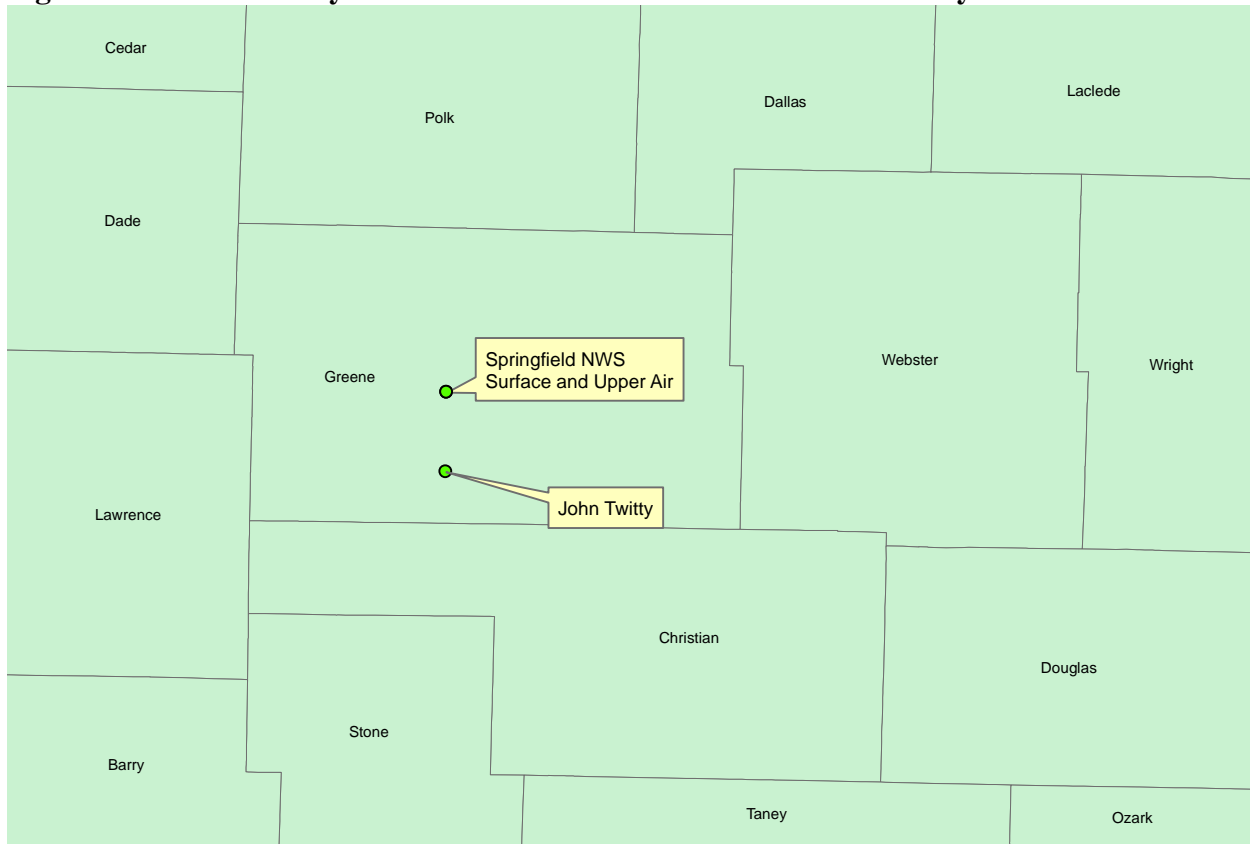 Cedar
Polk
Dallas
Laclede
Dade
Springfield NWS
Surface and Upper Air
Greene
Webster
Wright
John Twitty
Lawrence
Christian
Douglas
Stone
Barry
Taney
Ozark